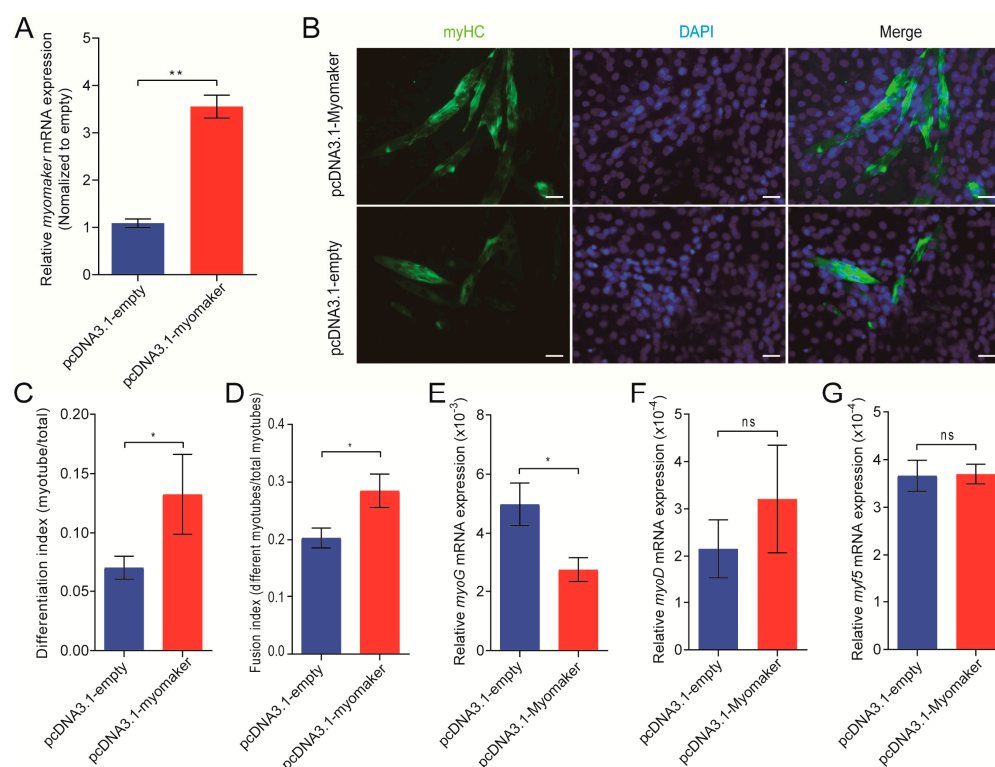 A
Relative myomaker mRNA expression
(Nomalized to empty)
5
4
3
2
1
0
**
pcDNA3.1-empty
pcDNA3.1-myomaker
B
myHC
DAPI
Merge
pcDNA3.1-Myomaker
pcDNA3.1-empty
C
Differentiation index (myotube/total)
0.20
0.15
0.10
0.05
0.00
*
pcDNA3.1-empty
pcDNA3.1-myomaker
D
Fusion index (different myotubes/total myotubes)
0.4
0.3
0.2
0.1
0.0
*
pcDNA3.1-empty
pcDNA3.1-myomaker
E
Relative myoG mRNA expression (x10-3)
8
6
4
2
0
*
pcDNA3.1-empty
pcDNA3.1-Myomaker
F
Relative myoD mRNA expression (x10-4)
5
4
3
2
1
0
ns
pcDNA3.1-empty
pcDNA3.1-Myomaker
G
Relative myf5 mRNA expression (x10-4)
5
4
3
2
1
0
ns
pcDNA3.1-empty
pcDNA3.1-Myomaker